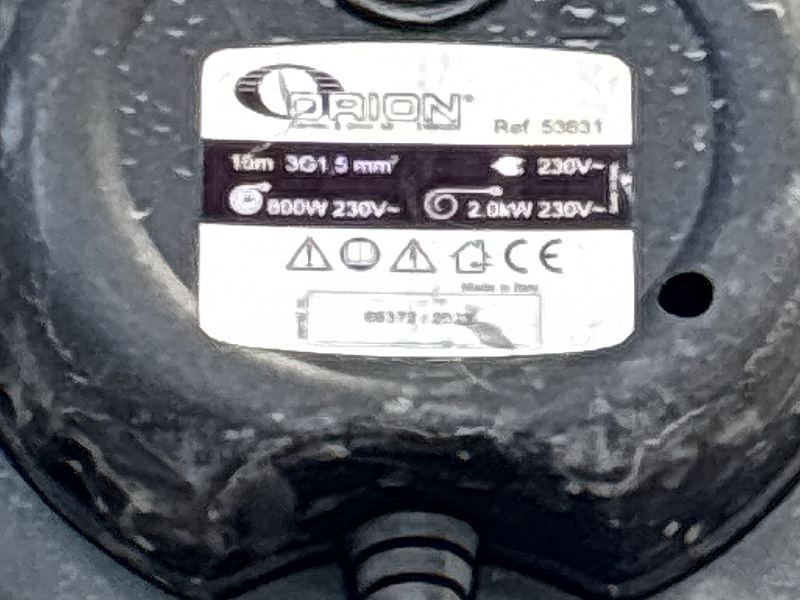 ORION
Ref 53631
10m 3G1,5 mm² 230V~
800W 230V~ 2.0kW 230V~
CE
Made in Italy